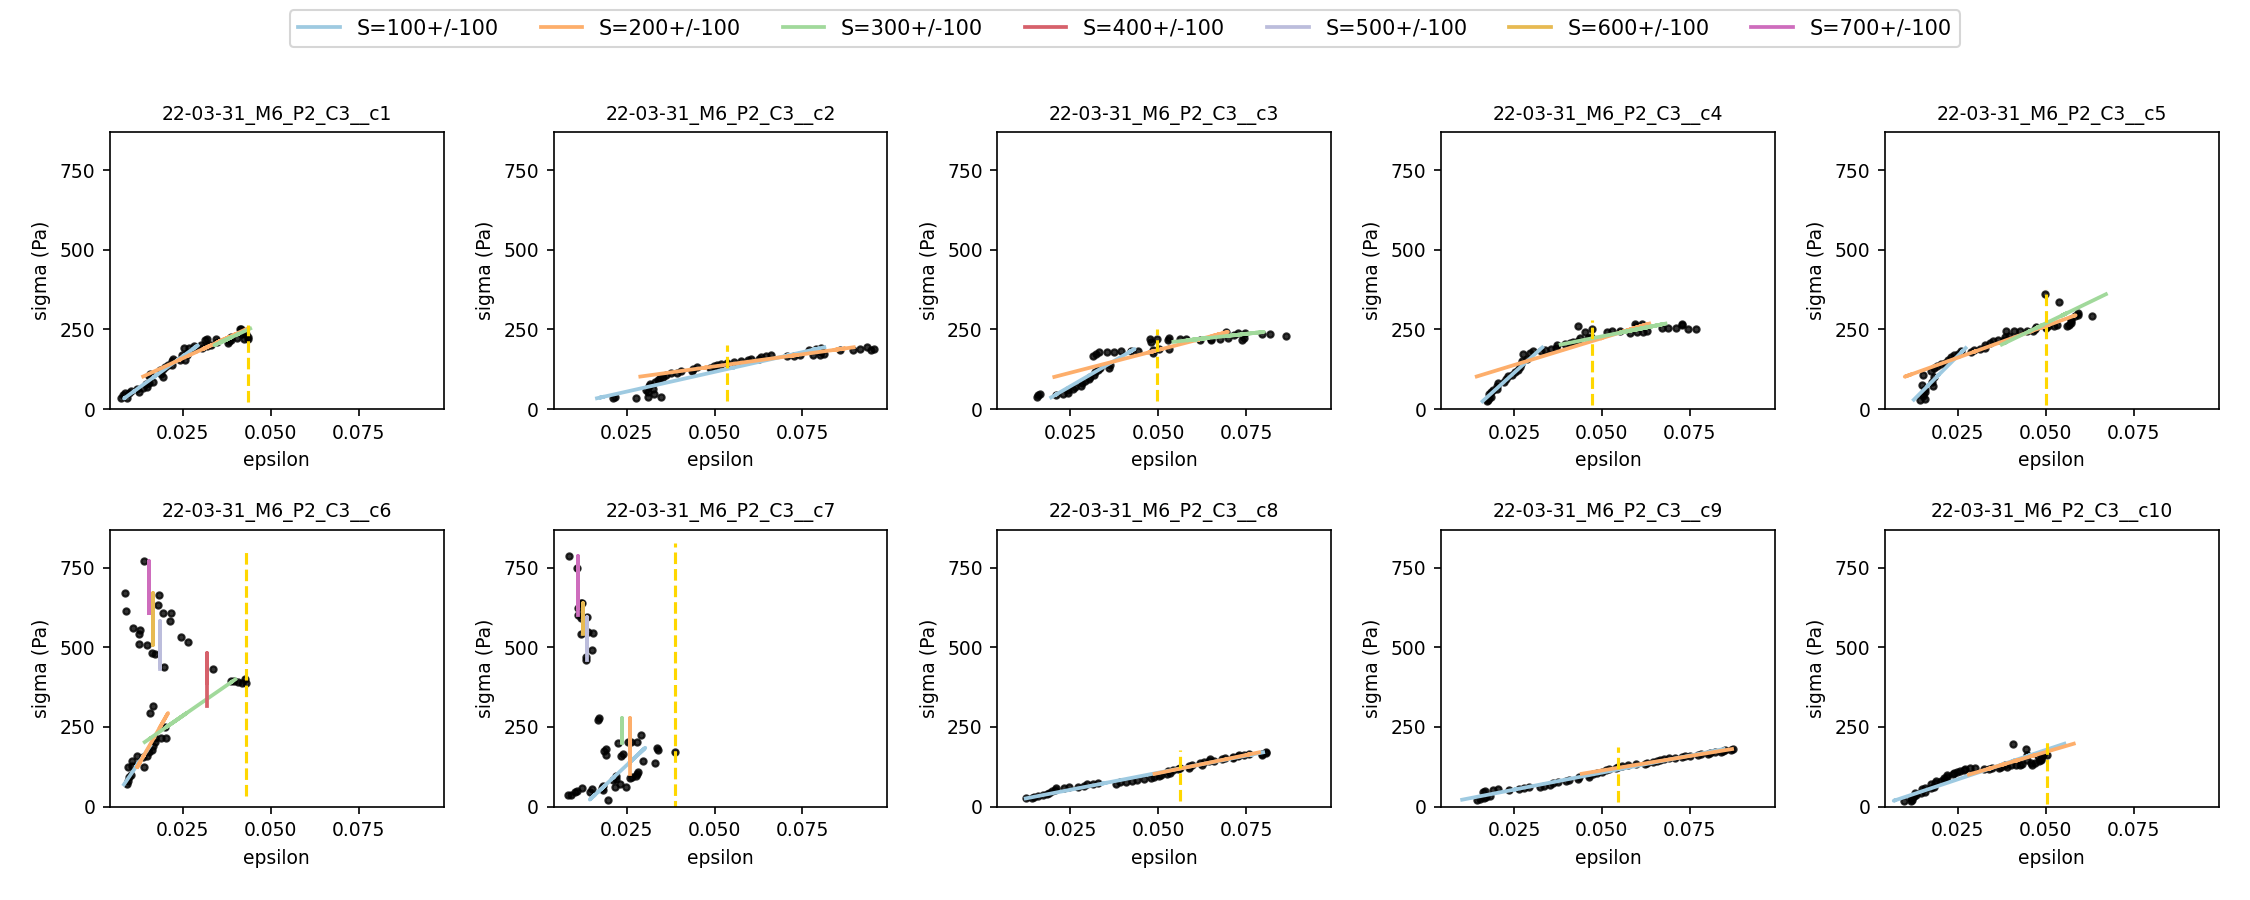 S=100+/-100 S=200+/-100 S=300+/-100 S=400+/-100 S=500+/-100 S=600+/-100 S=700+/-100
22-03-31_M6_P2_C3__c1 22-03-31_M6_P2_C3__c2 22-03-31_M6_P2_C3__c3 22-03-31_M6_P2_C3__c4 22-03-31_M6_P2_C3__c5
750 750 750 750 750
500 500 500 500 500
sigma (Pa) sigma (Pa) sigma (Pa) sigma (Pa) sigma (Pa)
250 250 250 250 250
0 0 0 0 0
0.025 0.050 0.075 0.025 0.050 0.075 0.025 0.050 0.075 0.025 0.050 0.075 0.025 0.050 0.075
epsilon epsilon epsilon epsilon epsilon
22-03-31_M6_P2_C3__c6 22-03-31_M6_P2_C3__c7 22-03-31_M6_P2_C3__c8 22-03-31_M6_P2_C3__c9 22-03-31_M6_P2_C3__c10
750 750 750 750 750
500 500 500 500 500
sigma (Pa) sigma (Pa) sigma (Pa) sigma (Pa) sigma (Pa)
250 250 250 250 250
0 0 0 0 0
0.025 0.050 0.075 0.025 0.050 0.075 0.025 0.050 0.075 0.025 0.050 0.075 0.025 0.050 0.075
epsilon epsilon epsilon epsilon epsilon